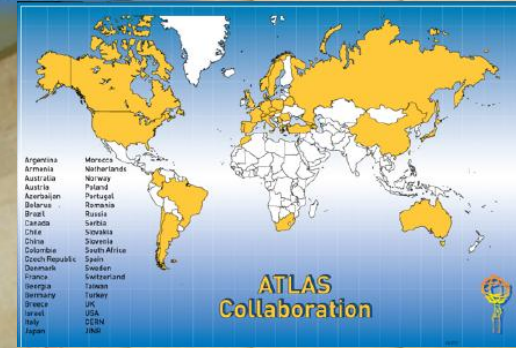 Argentina
Armenia
Australia
Austria
Azerbaijan
Belarus
Brazil
Canada
Chile
China
Colombia
Czech Republic
Denmark
France
Georgia
Germany
Greece
Israel
Italy
Japan
Morocco
Netherlands
Norway
Poland
Portugal
Romania
Russia
Serbia
Slovakia
Slovenia
South Africa
Spain
Sweden
Switzerland
Taiwan
Turkey
UK
USA
CERN
JINR
ATLAS
Collaboration